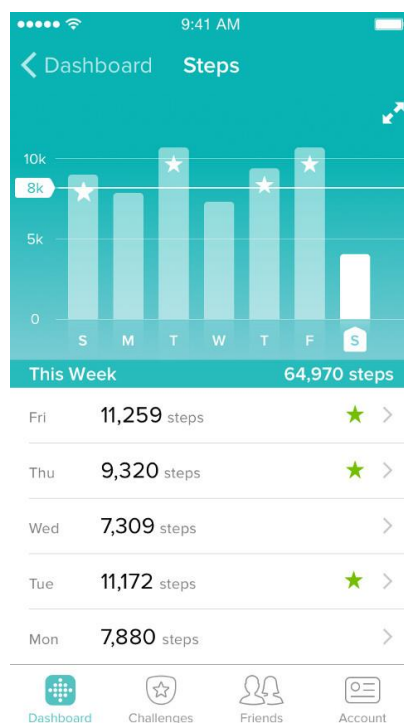 9:41 AM
Dashboard Steps
10k
8k
5k
0
S M T W T F S
This Week 64,970 steps
Fri 11,259 steps
Thu 9,320 steps
Wed 7,309 steps
Tue 11,172 steps
Mon 7,880 steps
Dashboard Challenges Friends Account